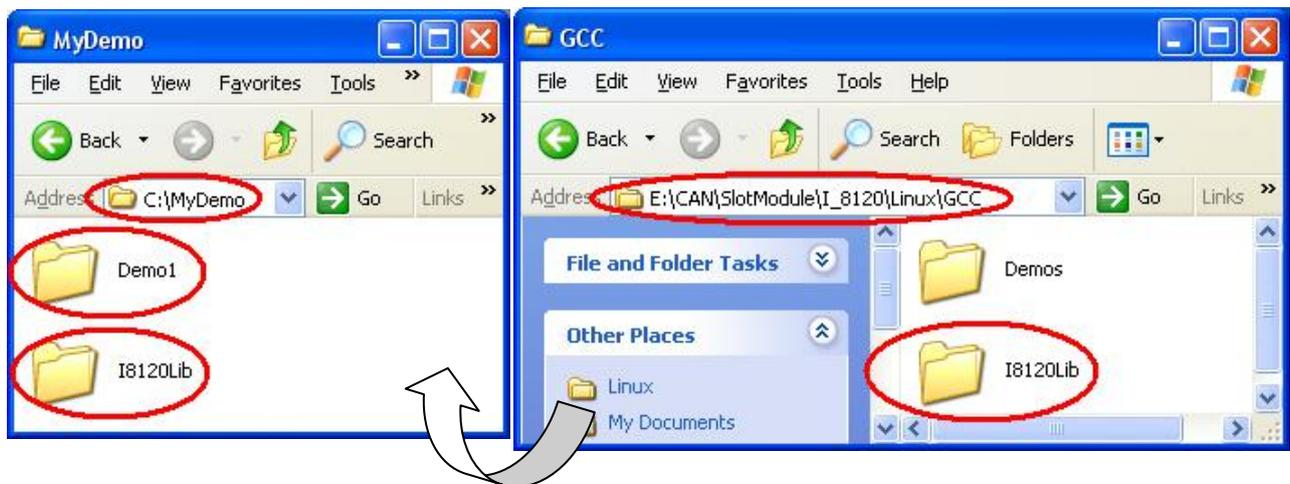 MyDemo
File Edit View Favorites Tools »
Back Search »
Address C:\MyDemo Go Links »
Demo1
I8120Lib
GCC
File Edit View Favorites Tools Help
Back Search Folders
Address E:\CAN\SlotModule\I_8120\Linux\GCC Go Links »
File and Folder Tasks
Other Places
Linux
My Documents
Demos
I8120Lib